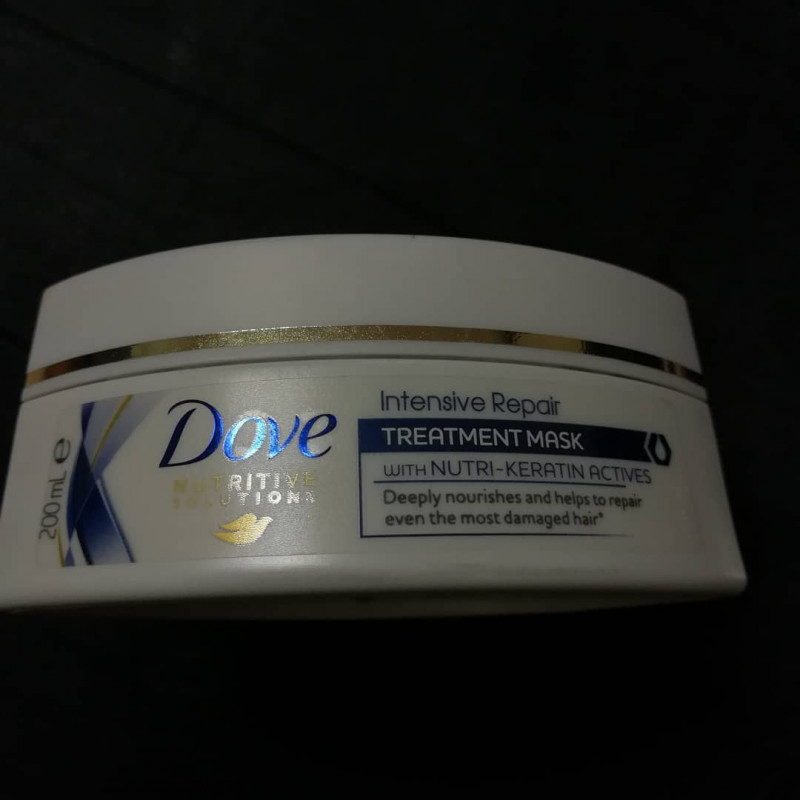 200 mL e
Dove
NUTRITIVE
SOLUTIONS
Intensive Repair
TREATMENT MASK
WITH NUTRI-KERATIN ACTIVES
Deeply nourishes and helps to repair
even the most damaged hair*